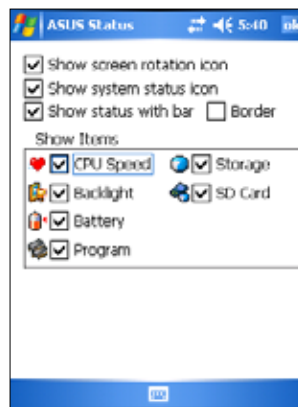 ASUS Status 5:40 ok
Show screen rotation icon
Show system status icon
Show status with bar Border
Show Items
CPU Speed Storage
Backlight SD Card
Battery
Program